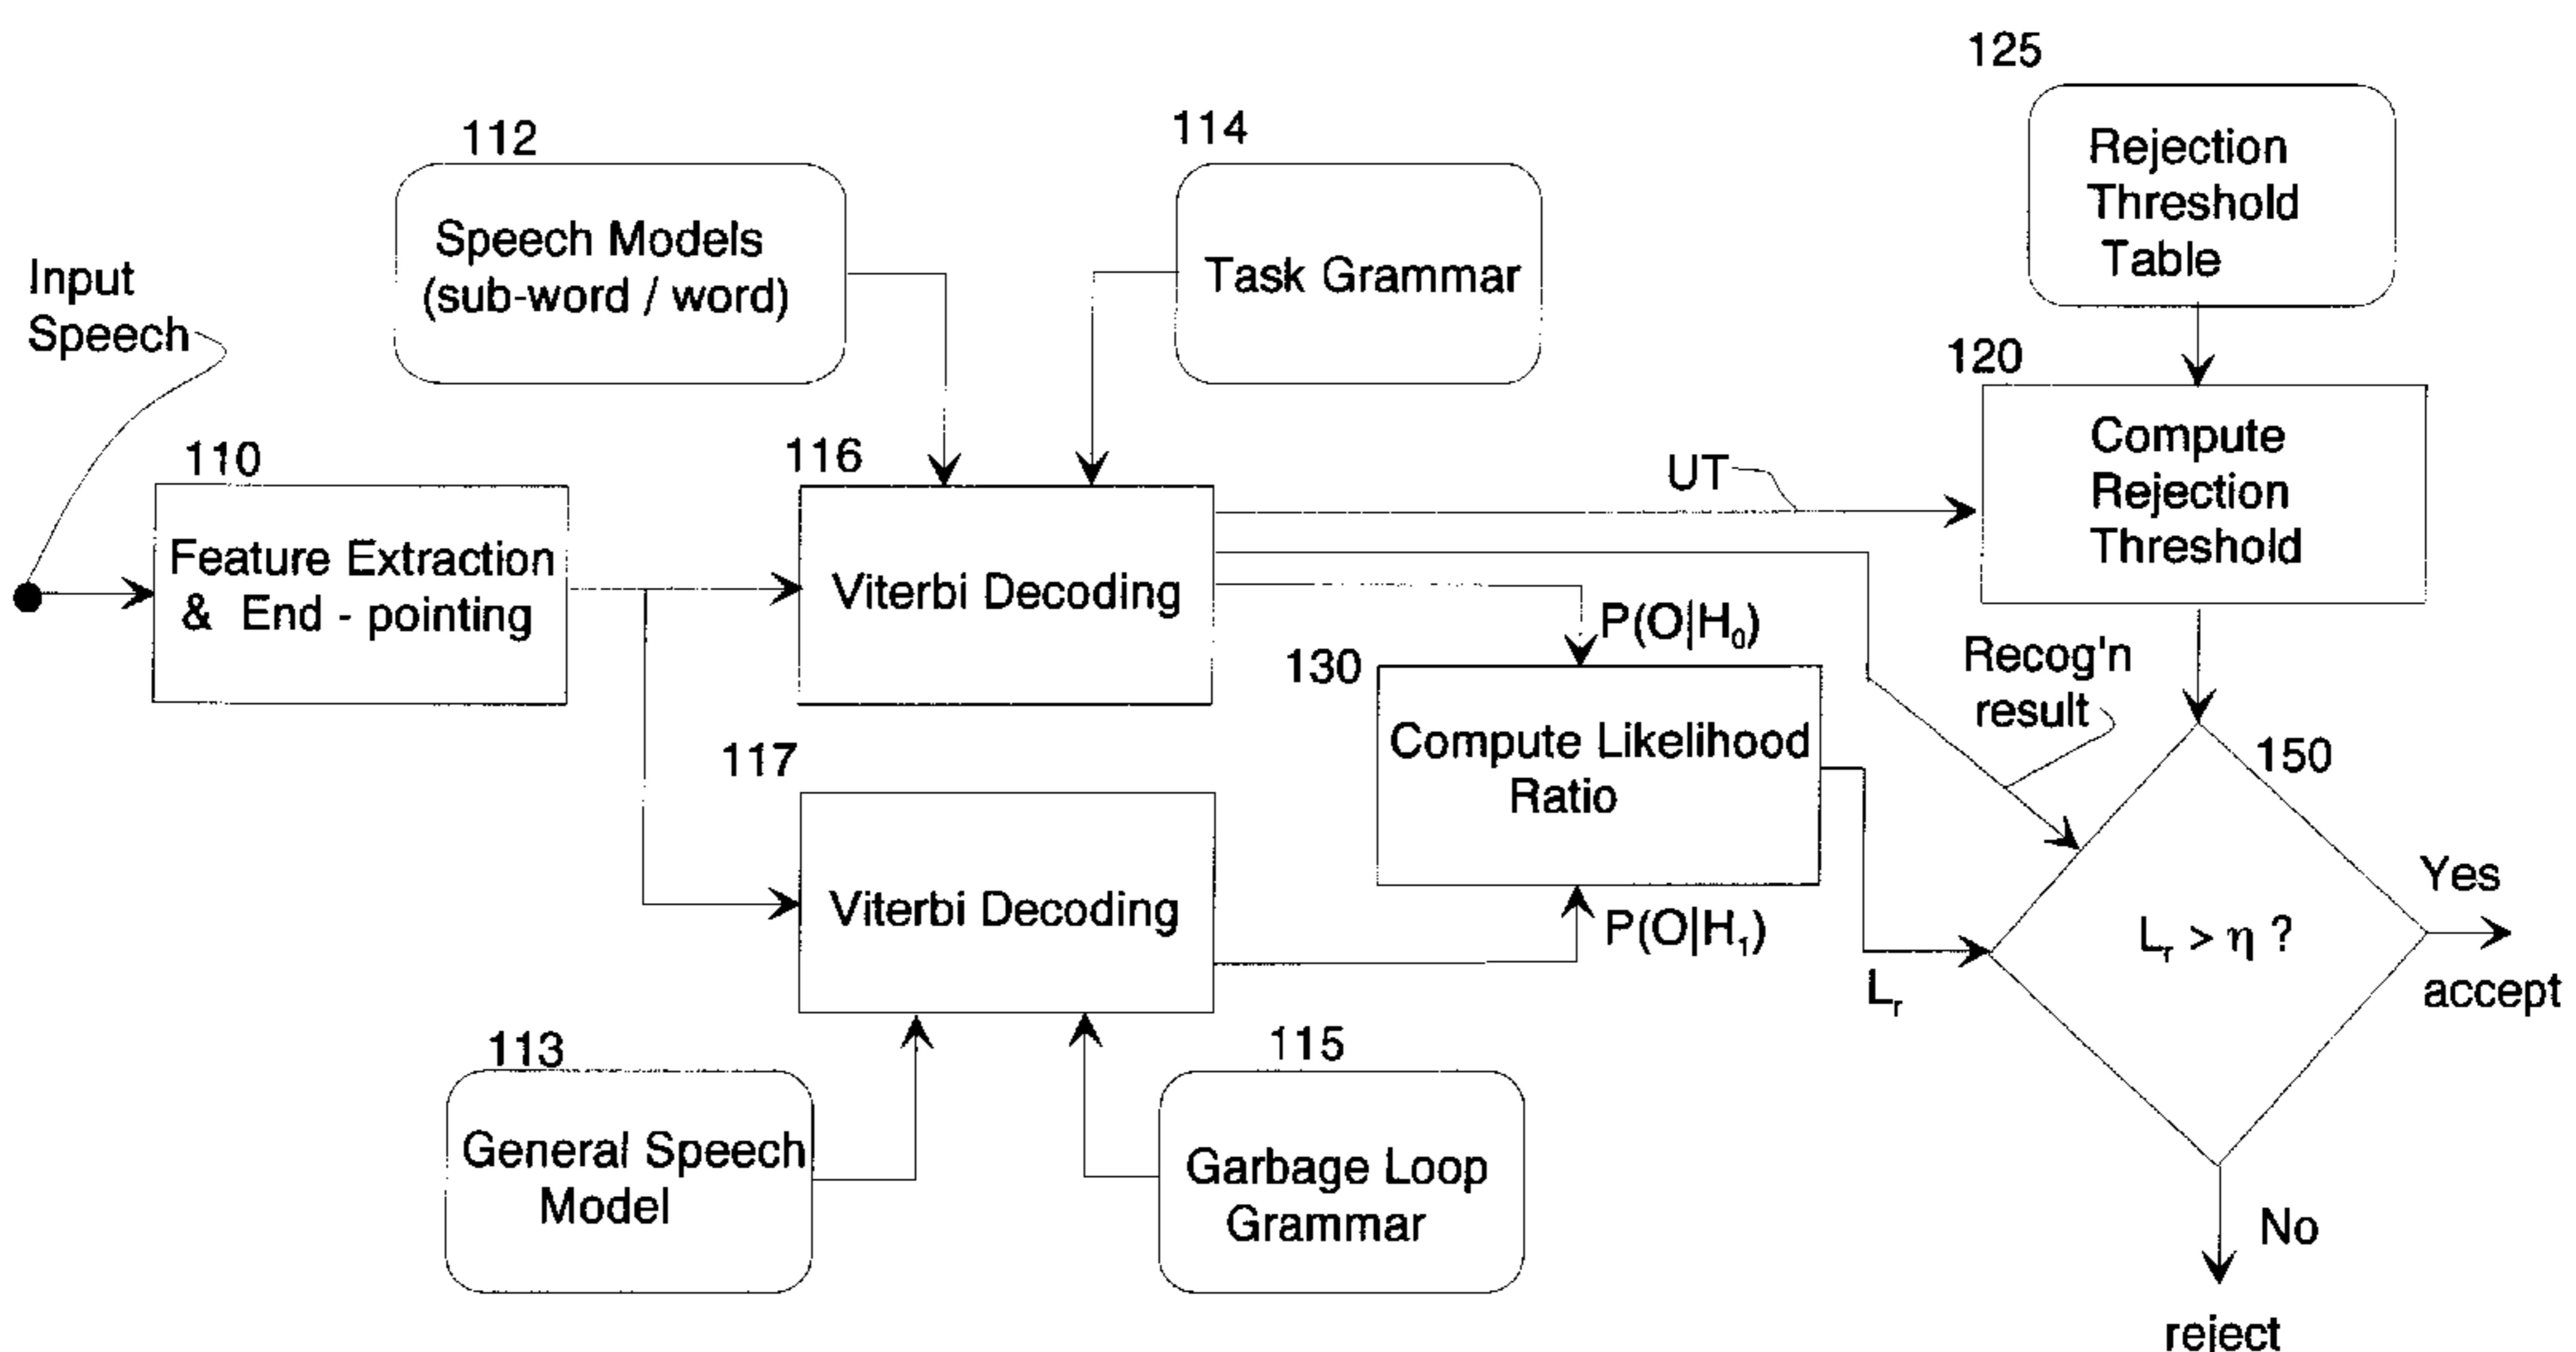 125
Rejection
Threshold
Table
112
114
Speech Models
(sub-word / word)
Task Grammar
Input
Speech
120
Compute
Rejection
Threshold
110
116
UT
Feature Extraction
& End - pointing
Viterbi Decoding
P(O|H₀)
130
Recog'n
result
Compute Likelihood
Ratio
117
150
Viterbi Decoding
P(O|H₁)
Lᵣ
Lᵣ > η ?
Yes
accept
113
115
General Speech
Model
Garbage Loop
Grammar
No
reject